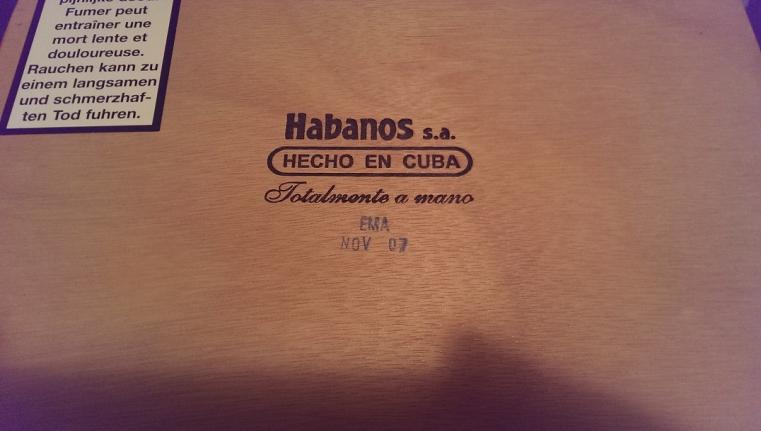 Fumer peut
entraîner une
mort lente et
douloureuse.
Rauchen kann zu
einem langsamen
und schmerzhaf-
ten Tod fuhren.
Habanos s.a.
HECHO EN CUBA
Totalmente a mano
EMA
NOV 07